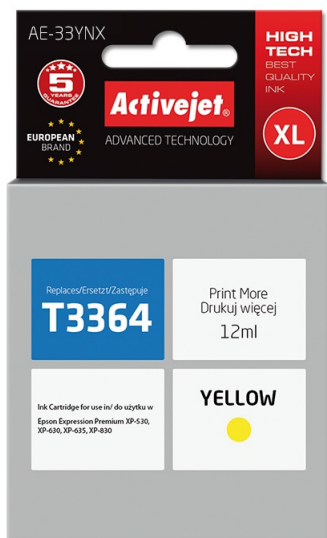 AE-33YNX
HIGH
TECH
BEST
QUALITY
INK
5
YEARS
GUARANTEE
Activejet®
EUROPEAN
BRAND
ADVANCED TECHNOLOGY
XL
Replaces/Ersetzt/Zastępuje
T3364
Print More
Drukuj więcej
12ml
Ink Cartridge for use in/ do użytku w
Epson Expression Premium XP-530,
XP-630, XP-635, XP-830
YELLOW